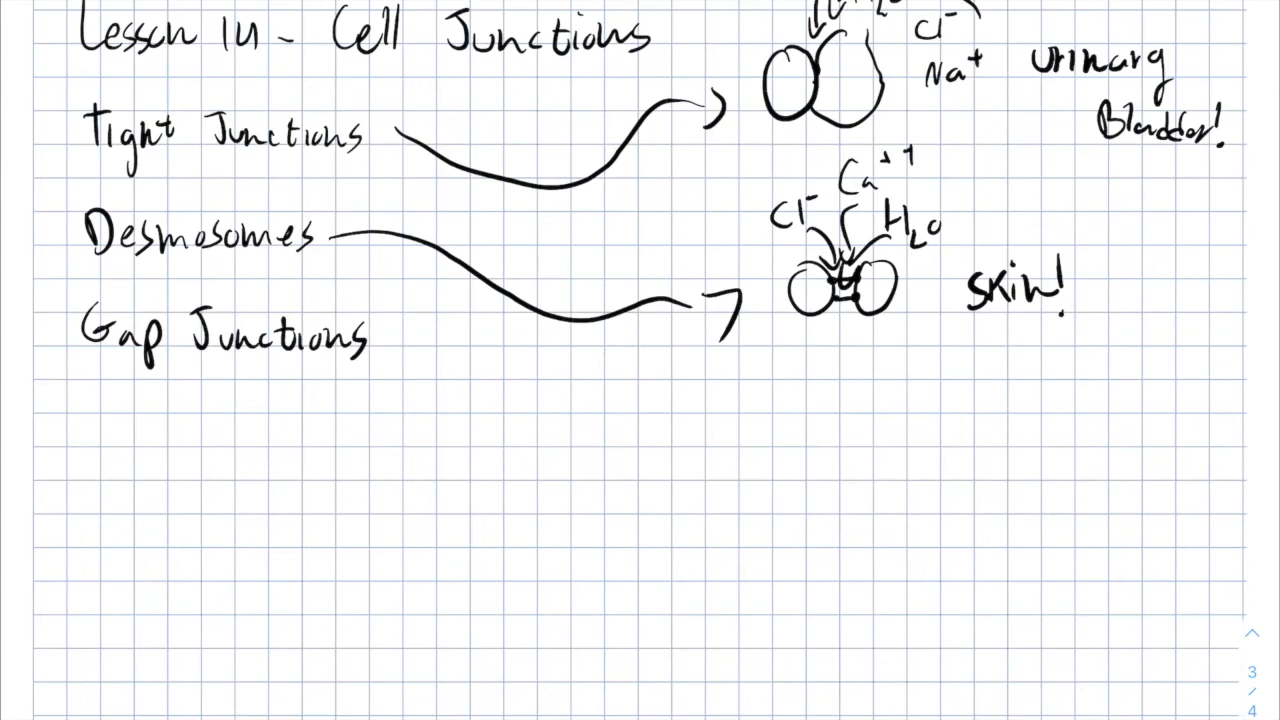 Lesson 14 - Cell Junctions
Cl⁻
Na⁺
Urinary
Bladder!
Tight Junctions
Ca⁺⁺
Cl⁻
H₂O
Desmosomes
Skin!
Gap Junctions
3
/
4